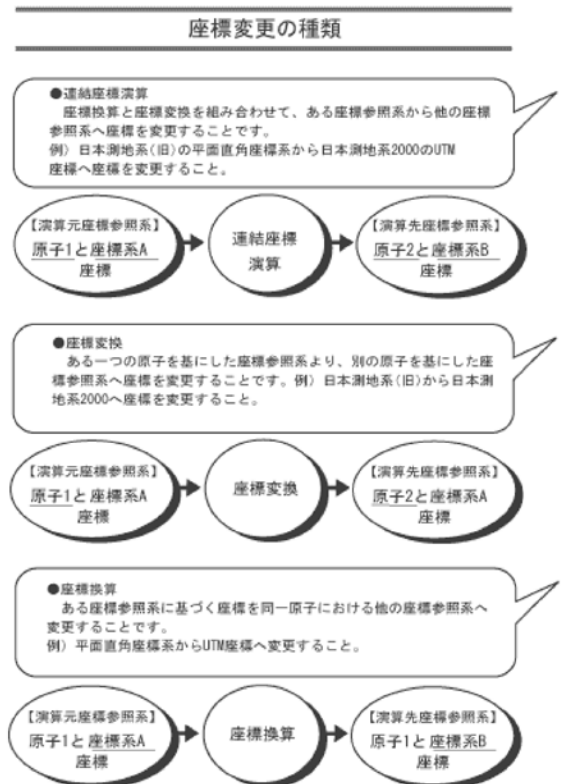 座標変更の種類
●連結座標演算
座標換算と座標変換を組み合わせて、ある座標参照系から他の座標
参照系へ座標を変更することです。
例）日本測地系(旧)の平面直角座標系から日本測地系2000のUTM
座標へ座標を変更すること。
【演算元座標参照系】
原子1と座標系A
座標
連結座標
演算
【演算先座標参照系】
原子2と座標系B
座標
●座標変換
ある一つの原子を基にした座標参照系より、別の原子を基にした座
標参照系へ座標を変更することです。例）日本測地系(旧)から日本測
地系2000へ座標を変更すること。
【演算元座標参照系】
原子1と座標系A
座標
座標変換
【演算先座標参照系】
原子2と座標系A
座標
●座標換算
ある座標参照系に基づく座標を同一原子における他の座標参照系へ
変更することです。
例）平面直角座標系からUTM座標へ変更すること。
【演算元座標参照系】
原子1と座標系A
座標
座標換算
【演算先座標参照系】
原子1と座標系B
座標